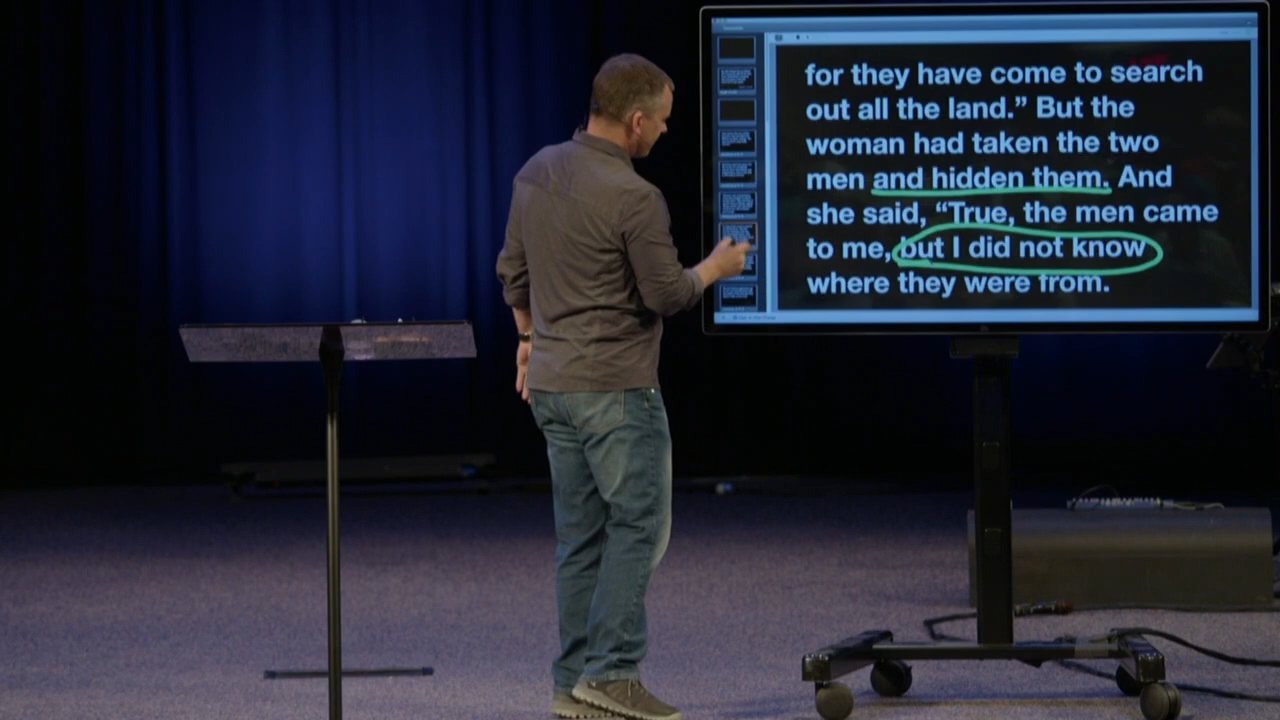 for they have come to search
out all the land.” But the
woman had taken the two
men and hidden them. And
she said, “True, the men came
to me, but I did not know
where they were from.